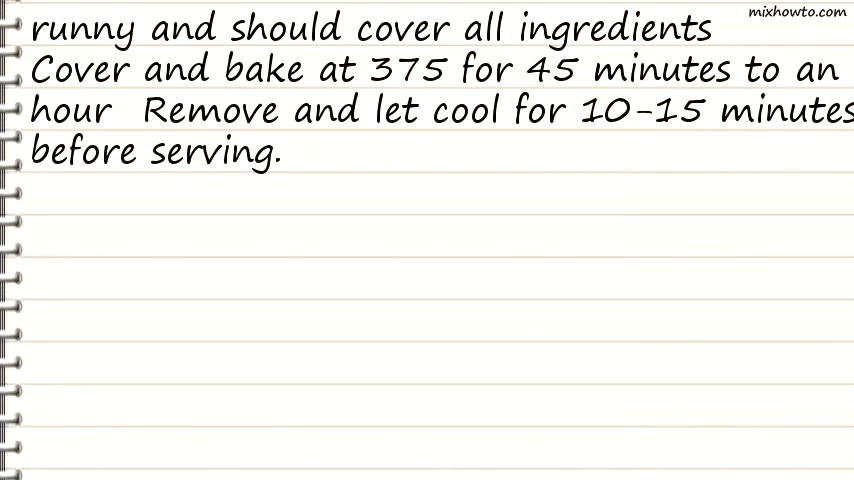 mixhowto.com
runny and should cover all ingredients
Cover and bake at 375 for 45 minutes to an
hour Remove and let cool for 10-15 minutes
before serving.